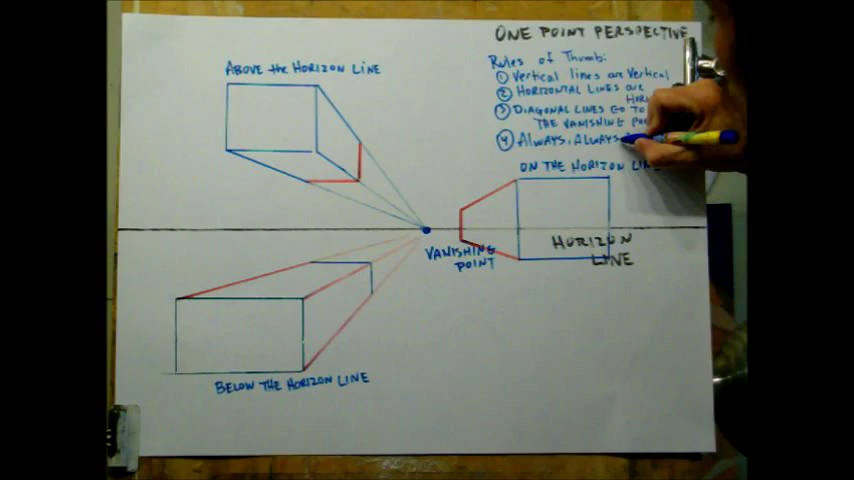 ONE POINT PERSPECTIVE
Rules of Thumb:
① Vertical lines are Vertical
② HORIZONTAL LINES are
③ DIAGONAL LINES GO TO
THE VANISHING
④ ALWAYS, ALWAYS
ABOVE the HORIZON LINE
ON THE HORIZON
HORIZON
LINE
VANISHING
POINT
BELOW THE HORIZON LINE